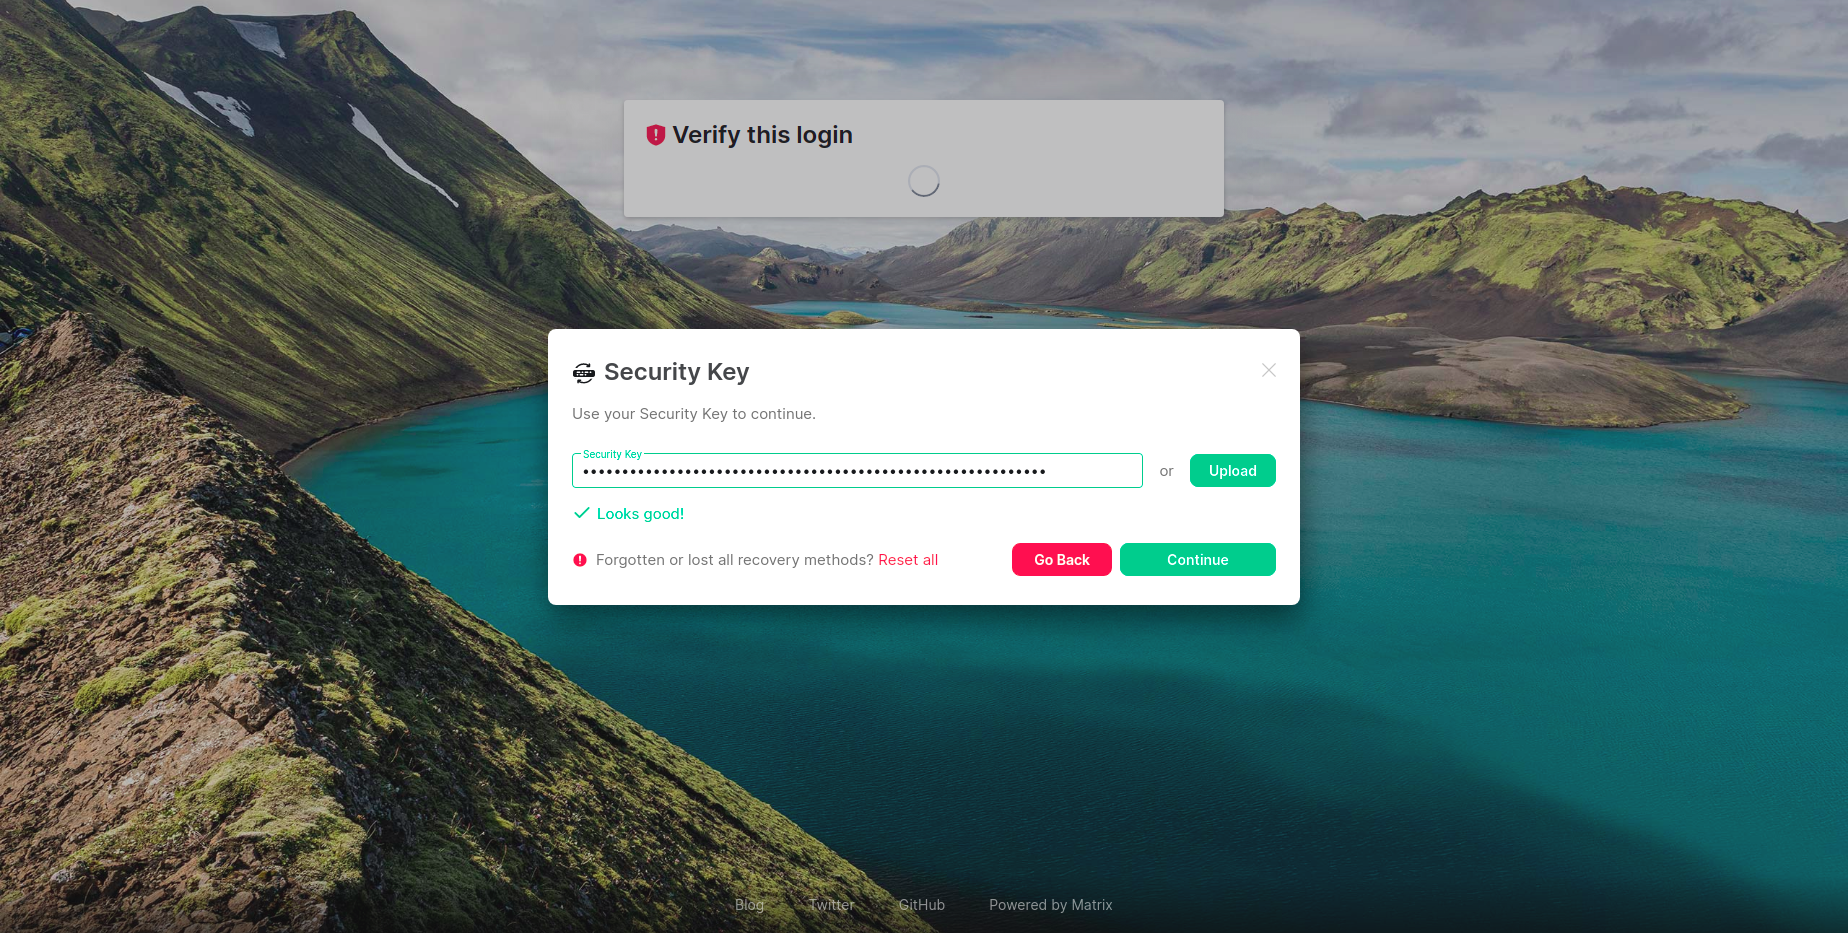 Verify this login
Security Key
Use your Security Key to continue.
Security Key
••••••••••••••••••••••••••••••••••••••••••••••••••••••••••• or Upload
Looks good!
Forgotten or lost all recovery methods? Reset all Go Back Continue
Blog Twitter GitHub Powered by Matrix